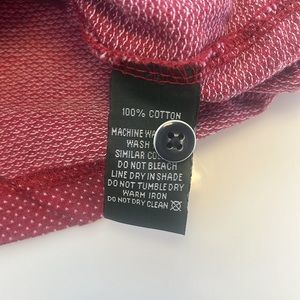 100% COTTON
MACHINE
WASH
SIMILAR
DO NOT BLEACH
LINE DRY IN SHADE
DO NOT TUMBLE DRY
WARM IRON
DO NOT DRY CLEAN